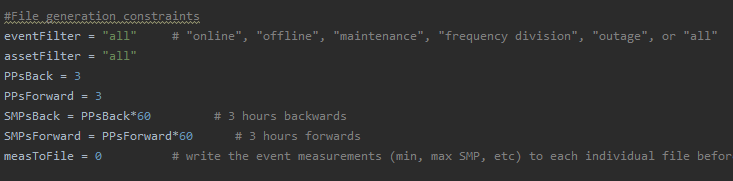 #File generation constraints
eventFilter = "all" # "online", "offline", "maintenance", "frequency division", "outage", or "all"
assetFilter = "all"
PPsBack = 3
PPsForward = 3
SMPsBack = PPsBack*60 # 3 hours backwards
SMPsForward = PPsForward*60 # 3 hours forwards
measToFile = 0 # write the event measurements (min, max SMP, etc) to each individual file befor